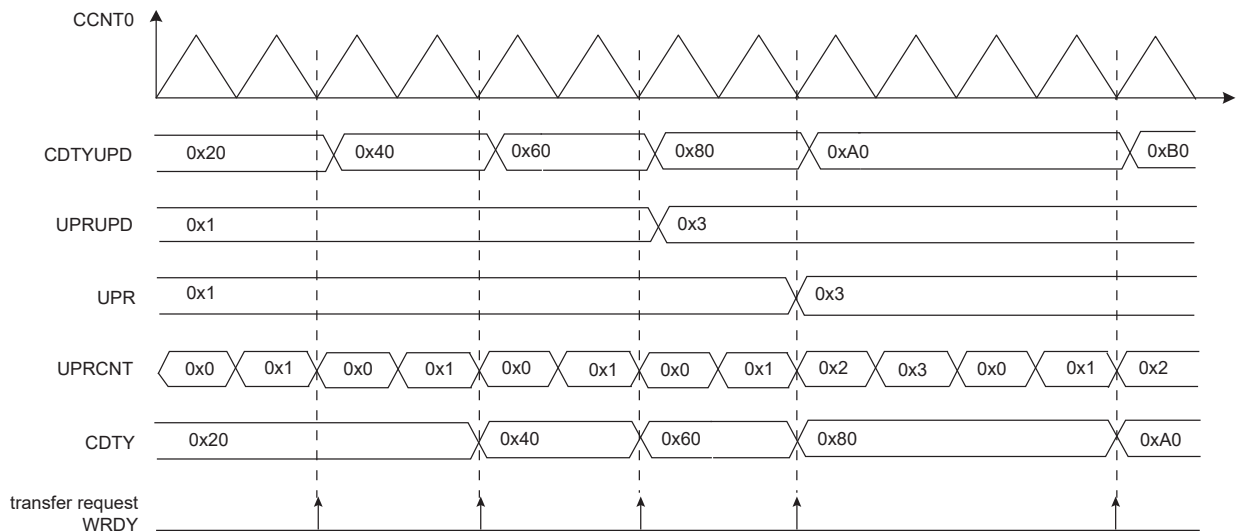 CCNT0
CDTYUPD 0x20 0x40 0x60 0x80 0xA0 0xB0
UPRUPD 0x1 0x3
UPR 0x1 0x3
UPRCNT 0x0 0x1 0x0 0x1 0x0 0x1 0x0 0x1 0x2 0x3 0x0 0x1 0x2
CDTY 0x20 0x40 0x60 0x80 0xA0
transfer request
WRDY